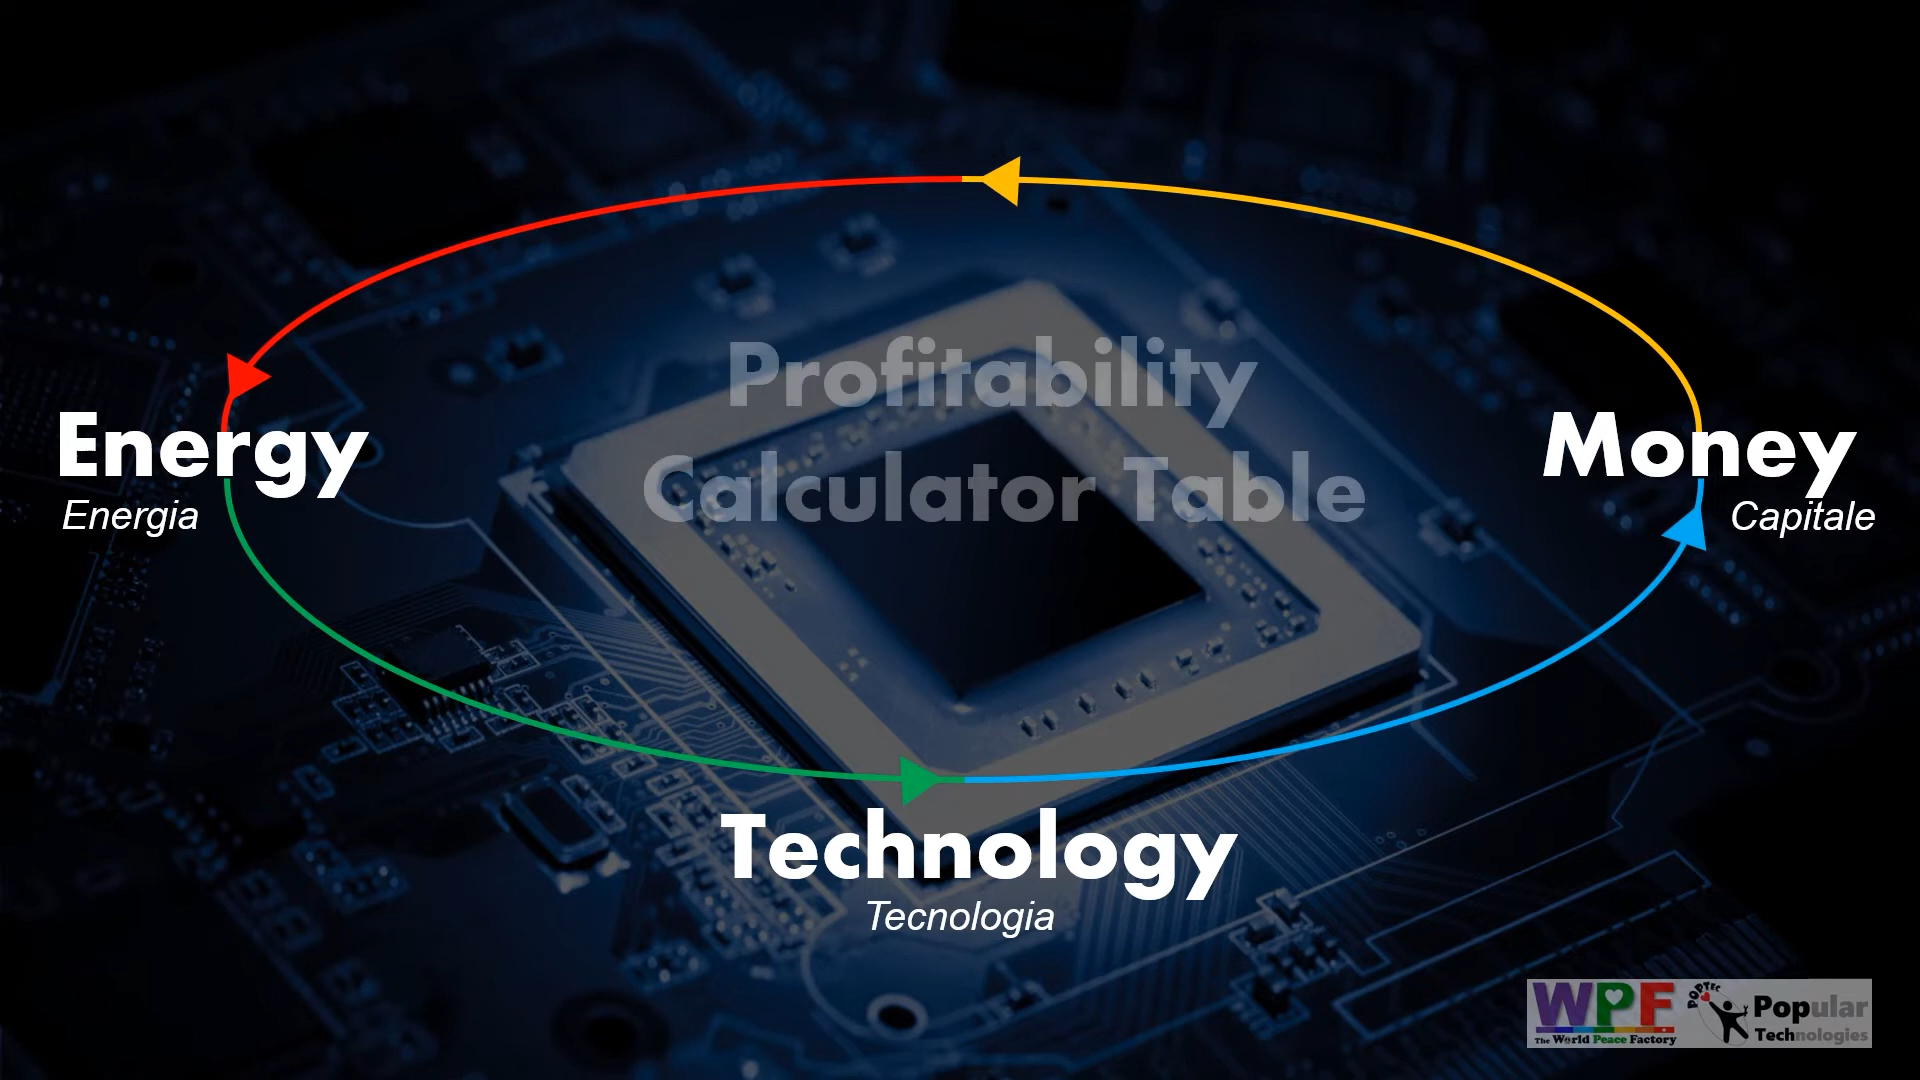 Profitability
Calculator Table
Energy
Energia
Money
Capitale
Technology
Tecnologia
WPF
The World Peace Factory
POPTEC
Popular
Technologies